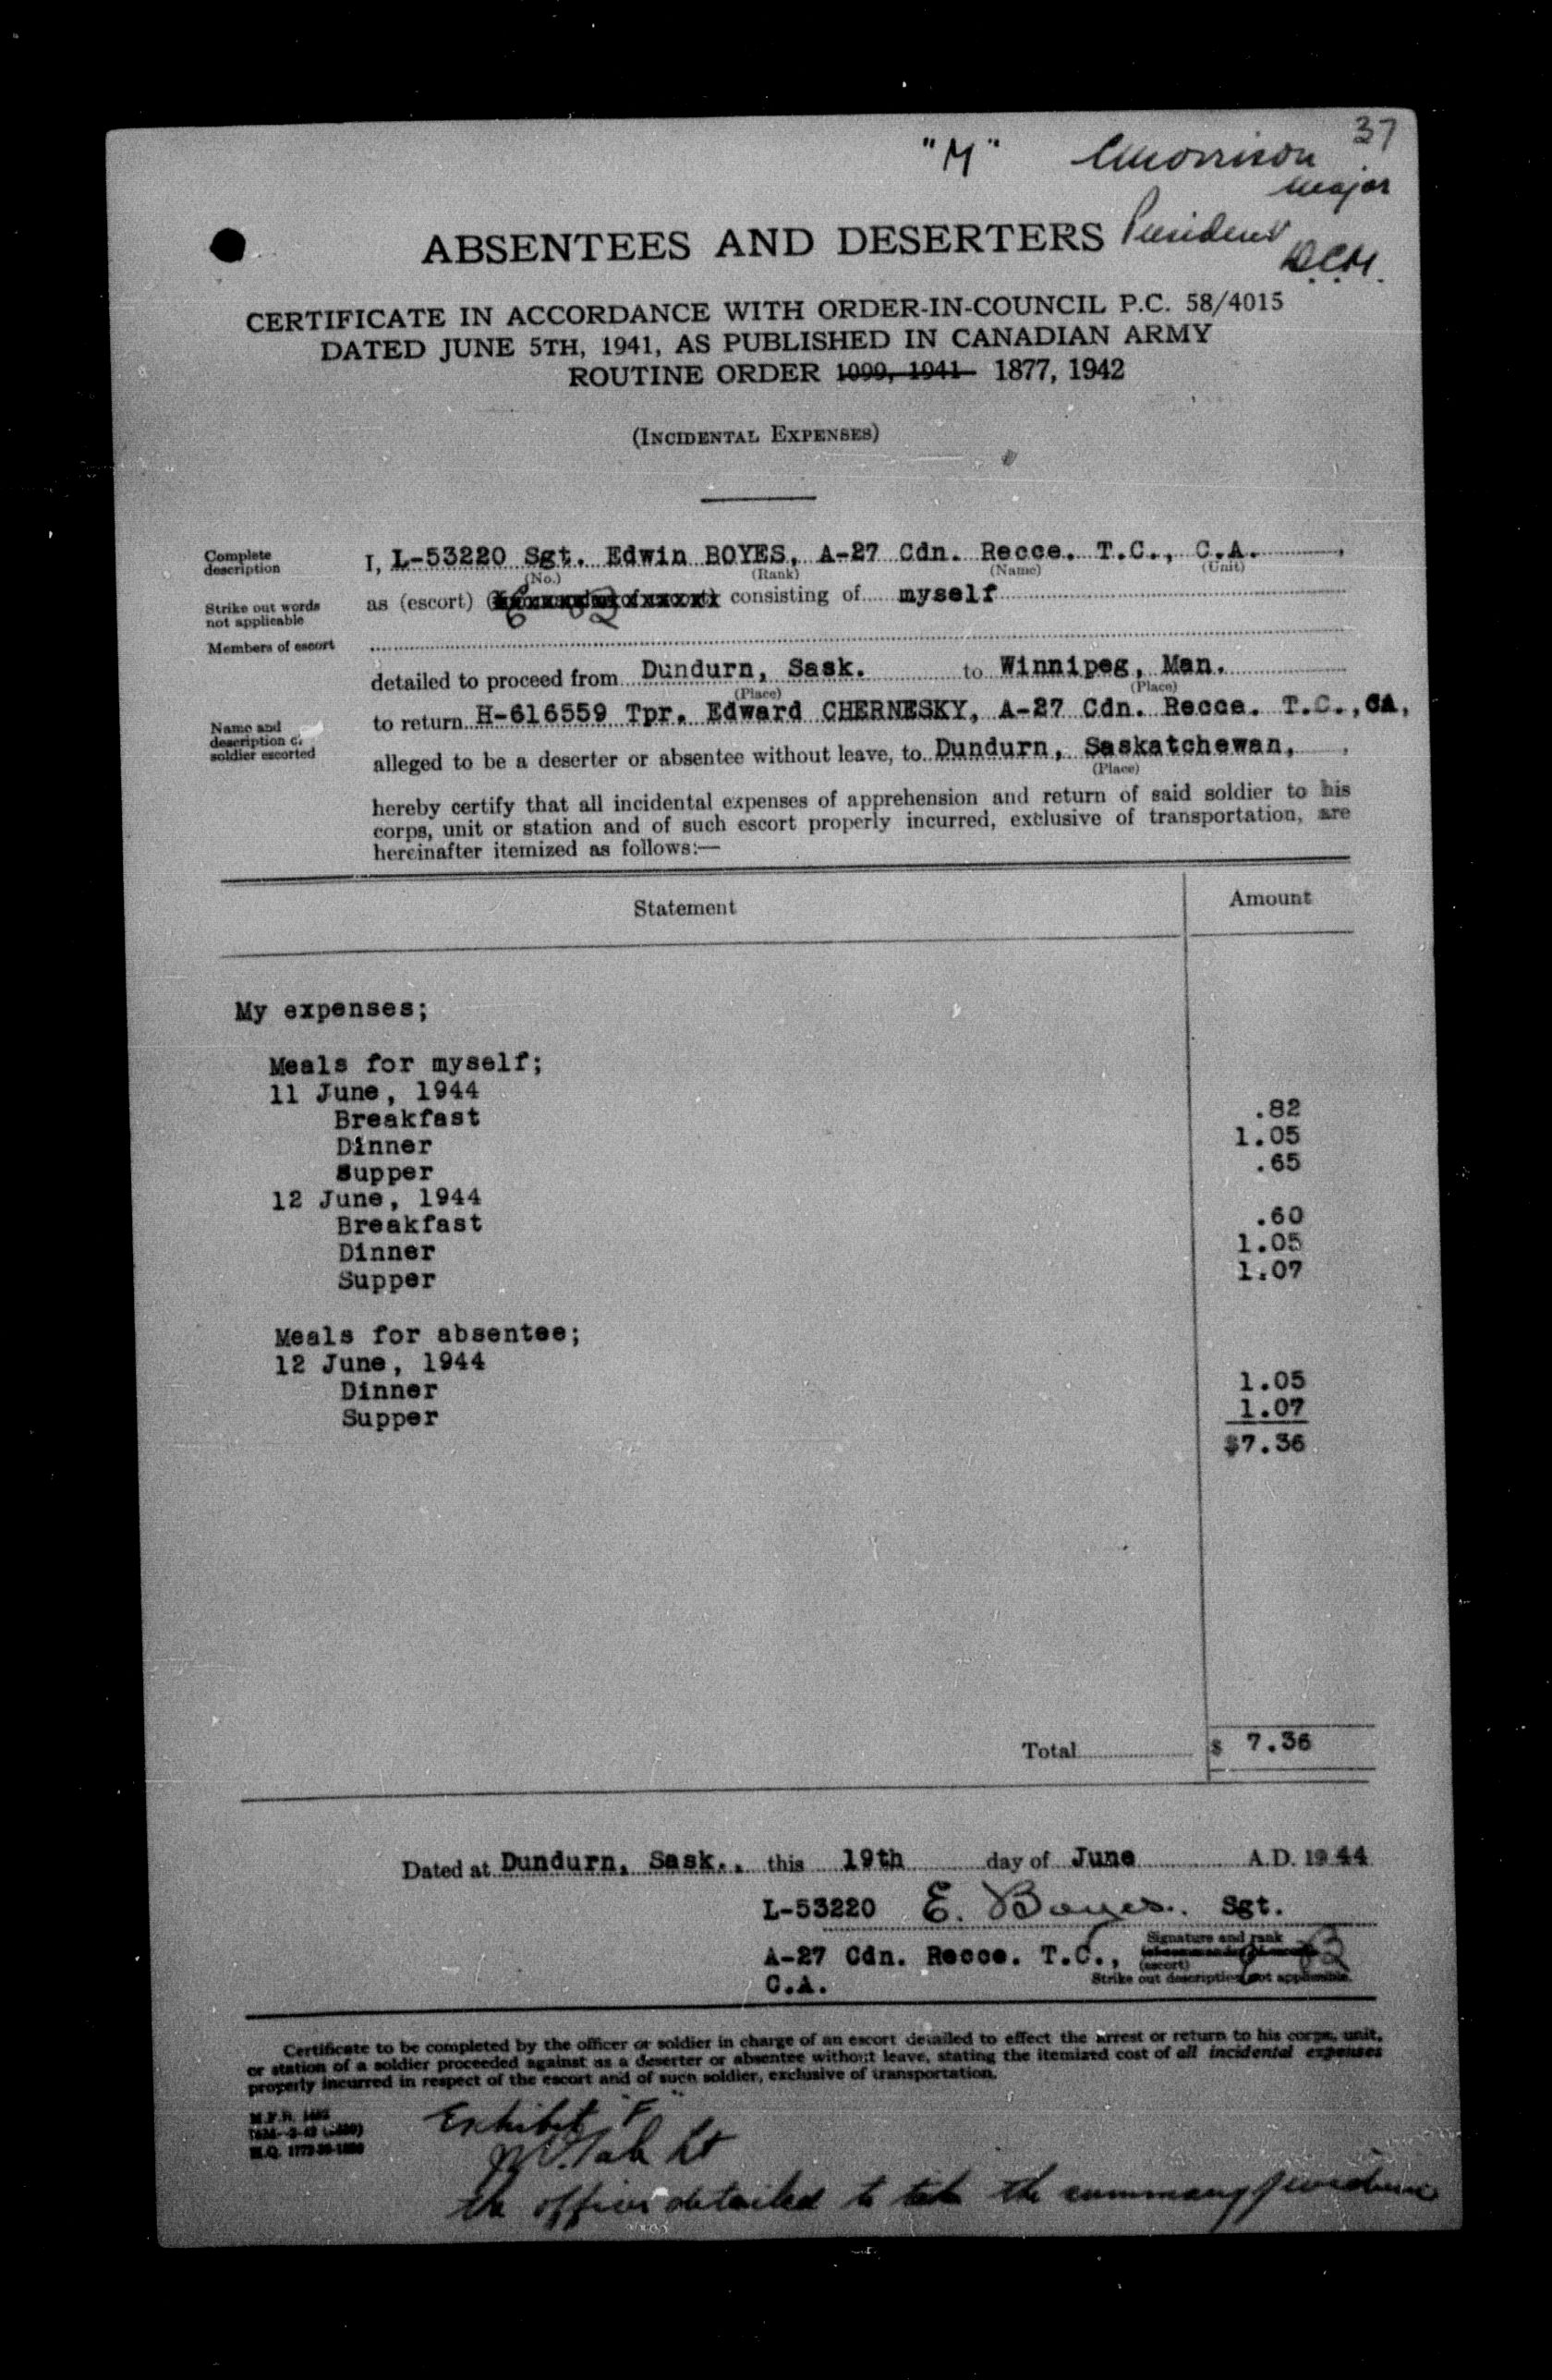 37
"M" CMorrison
Major
President
D.C.M.
ABSENTEES AND DESERTERS
CERTIFICATE IN ACCORDANCE WITH ORDER-IN-COUNCIL P.C. 58/4015
DATED JUNE 5TH, 1941, AS PUBLISHED IN CANADIAN ARMY
ROUTINE ORDER 1099, 1941 1877, 1942
(INCIDENTAL EXPENSES)
Complete description
I, L-53220 Sgt. Edwin BOYES, A-27 Cdn. Recce. T.C., C.A.,
(No.) (Rank) (Name) (Unit)
Strike out words not applicable
as (escort) consisting of myself
Members of escort
detailed to proceed from Dundurn, Sask. to Winnipeg, Man.
(Place) (Place)
Name and description of soldier escorted
to return H-616559 Tpr. Edward CHERNESKY, A-27 Cdn. Recce. T.C.,CA,
alleged to be a deserter or absentee without leave, to Dundurn, Saskatchewan, ,
(Place)
hereby certify that all incidental expenses of apprehension and return of said soldier to his
corps, unit or station and of such escort properly incurred, exclusive of transportation, are
hereinafter itemized as follows:—
Statement Amount
My expenses;
Meals for myself;
11 June, 1944
Breakfast .82
Dinner 1.05
Supper .65
12 June, 1944
Breakfast .60
Dinner 1.05
Supper 1.07
Meals for absentee;
12 June, 1944
Dinner 1.05
Supper 1.07
$7.36
Total $ 7.36
Dated at Dundurn, Sask., this 19th day of June A.D. 1944
L-53220 E. Boyes. Sgt.
Signature and rank
A-27 Cdn. Recce. T.C.,
(escort)
C.A.
Strike out description not applicable.
Certificate to be completed by the officer or soldier in charge of an escort detailed to effect the arrest or return to his corps, unit,
or station of a soldier proceeded against as a deserter or absentee without leave, stating the itemized cost of all incidental expenses
properly incurred in respect of the escort and of such soldier, exclusive of transportation.
Exhibit "F"
Lt
the officer detailed to take the summary of evidence